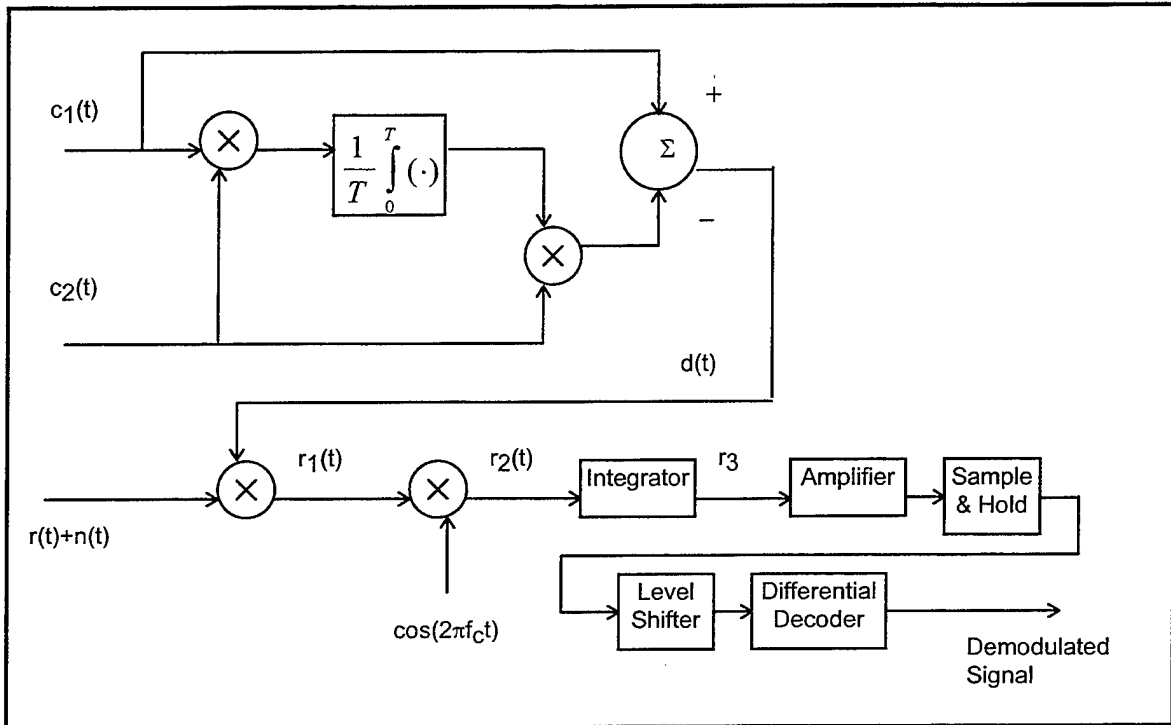 c1(t)
+
1/T ∫0T (·)
Σ
−
c2(t)
d(t)
r1(t)
r2(t)
Integrator
r3
Amplifier
Sample
& Hold
r(t)+n(t)
cos(2πfct)
Level
Shifter
Differential
Decoder
Demodulated
Signal